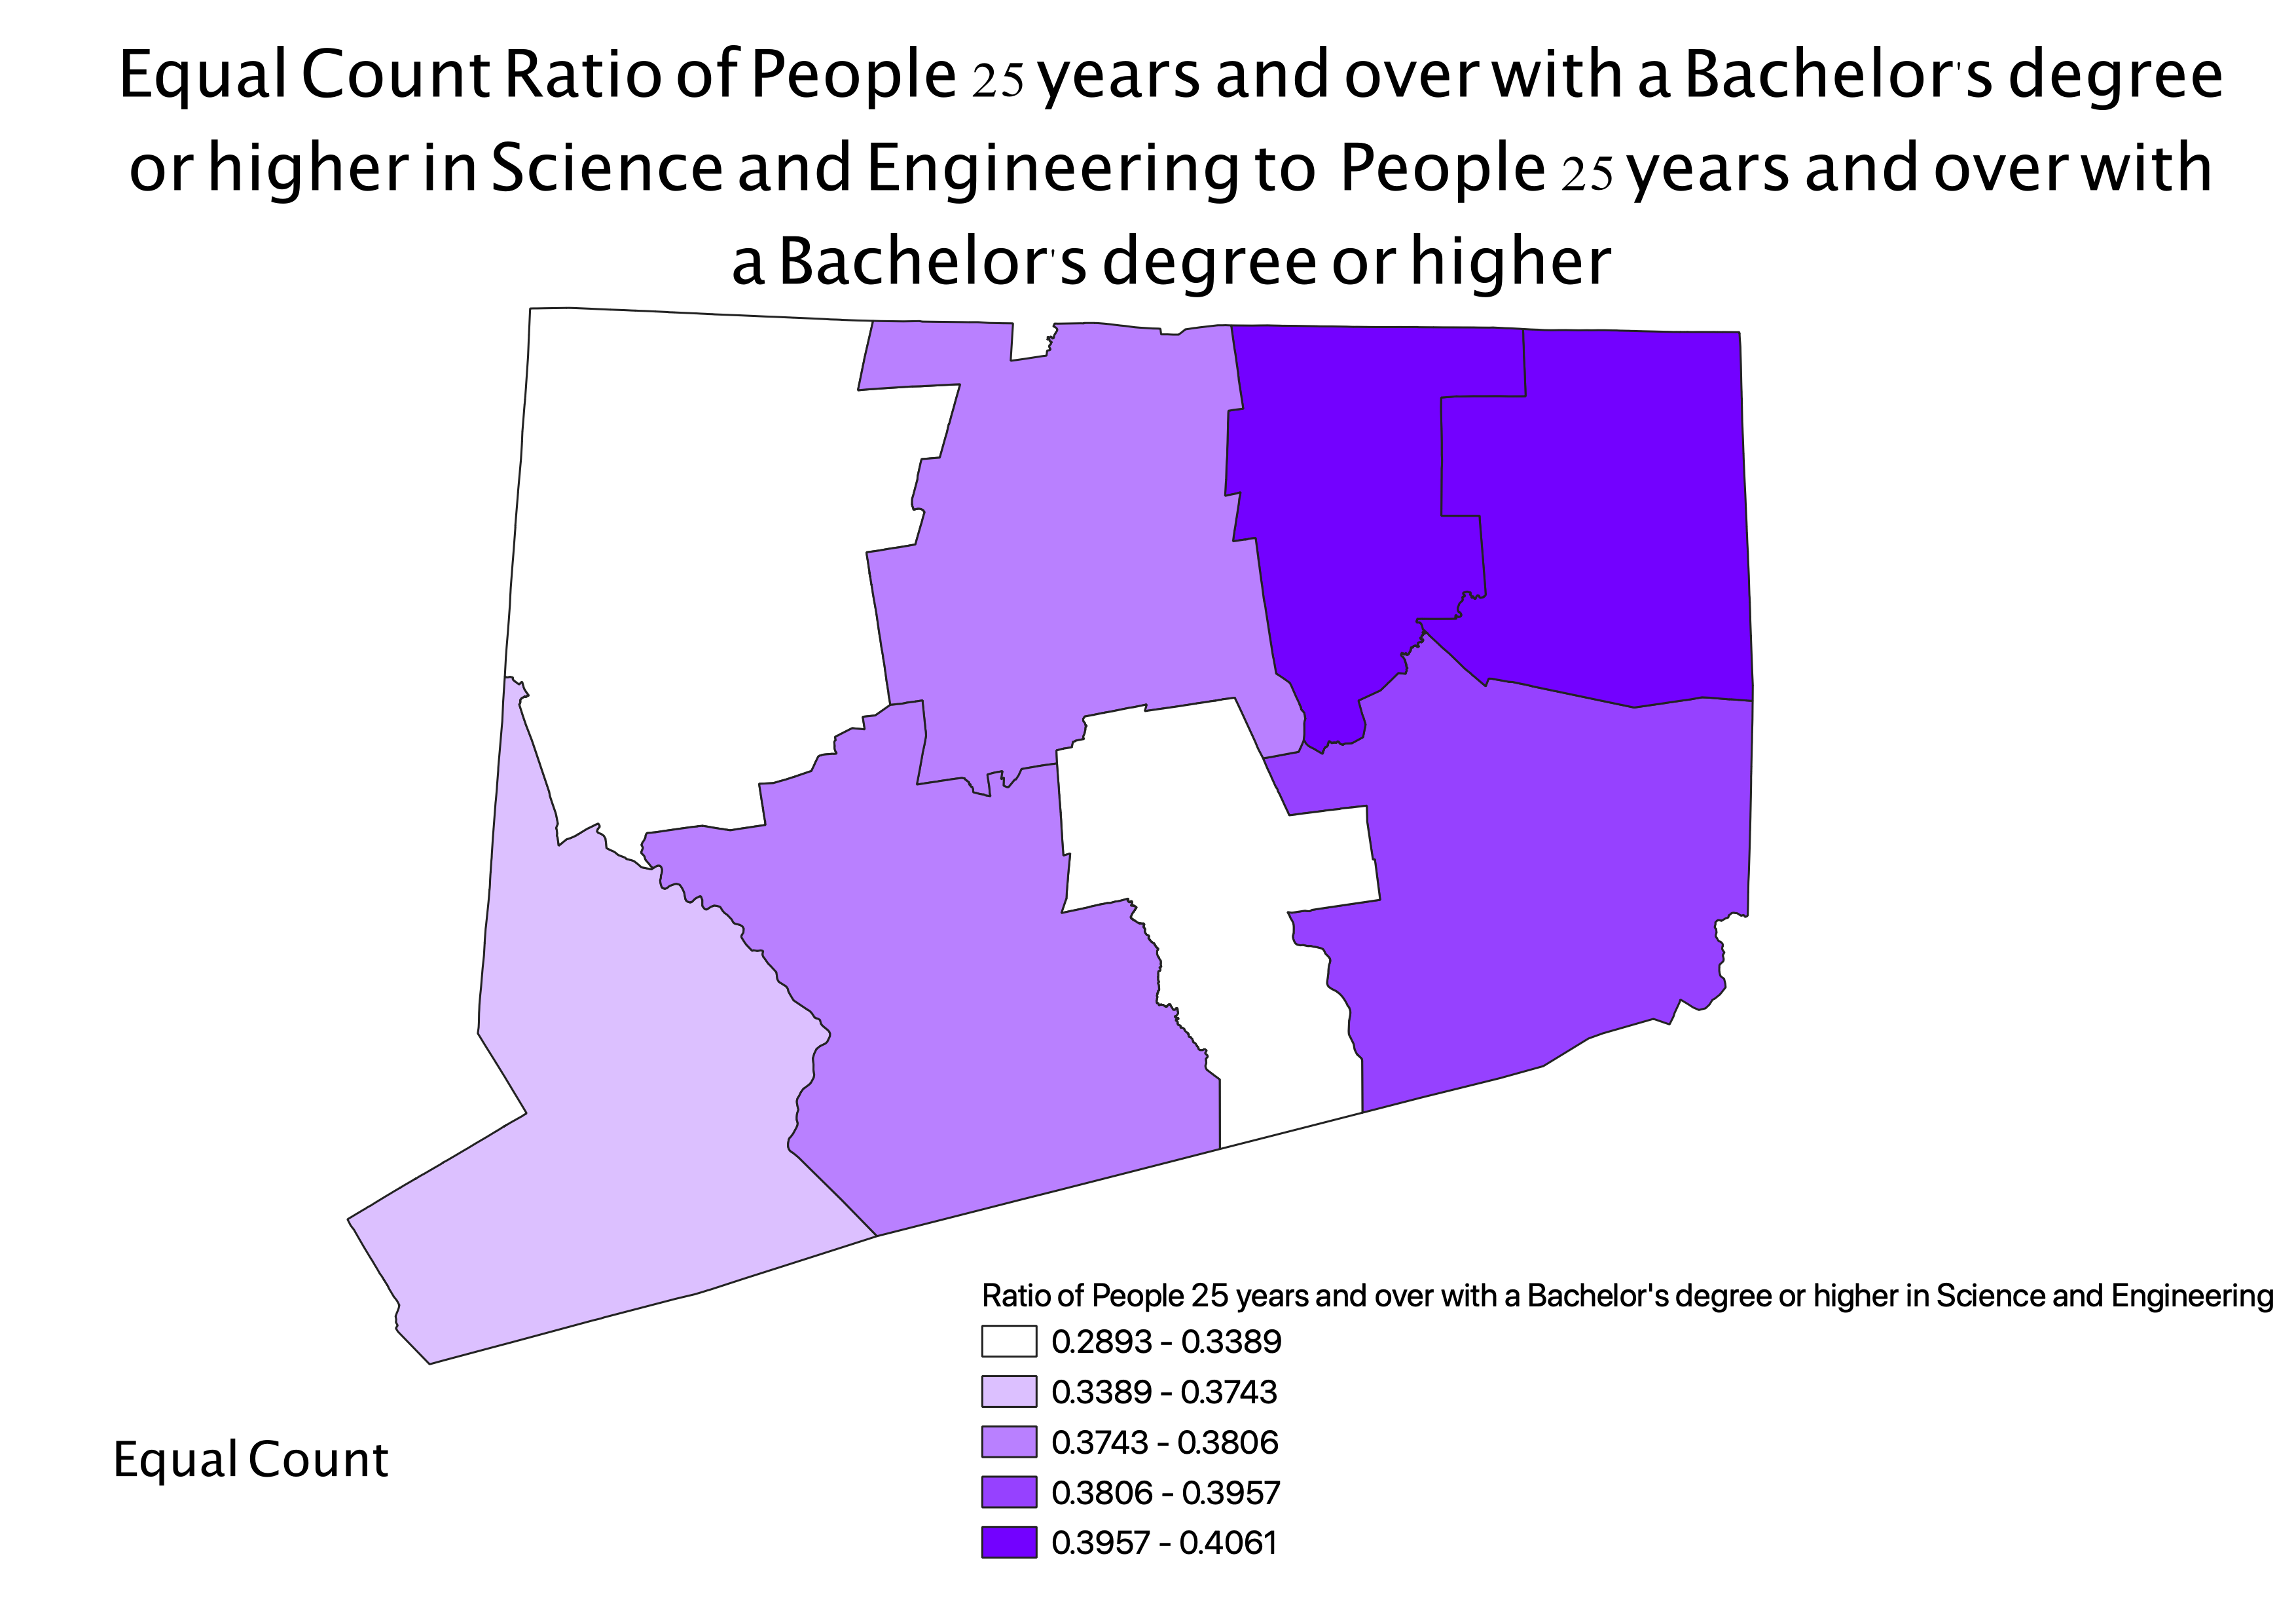 Equal Count Ratio of People 25 years and over with a Bachelor's degree
or higher in Science and Engineering to People 25 years and over with
a Bachelor's degree or higher
Ratio of People 25 years and over with a Bachelor's degree or higher in Science and Engineering
0.2893 - 0.3389
0.3389 - 0.3743
0.3743 - 0.3806
0.3806 - 0.3957
0.3957 - 0.4061
Equal Count